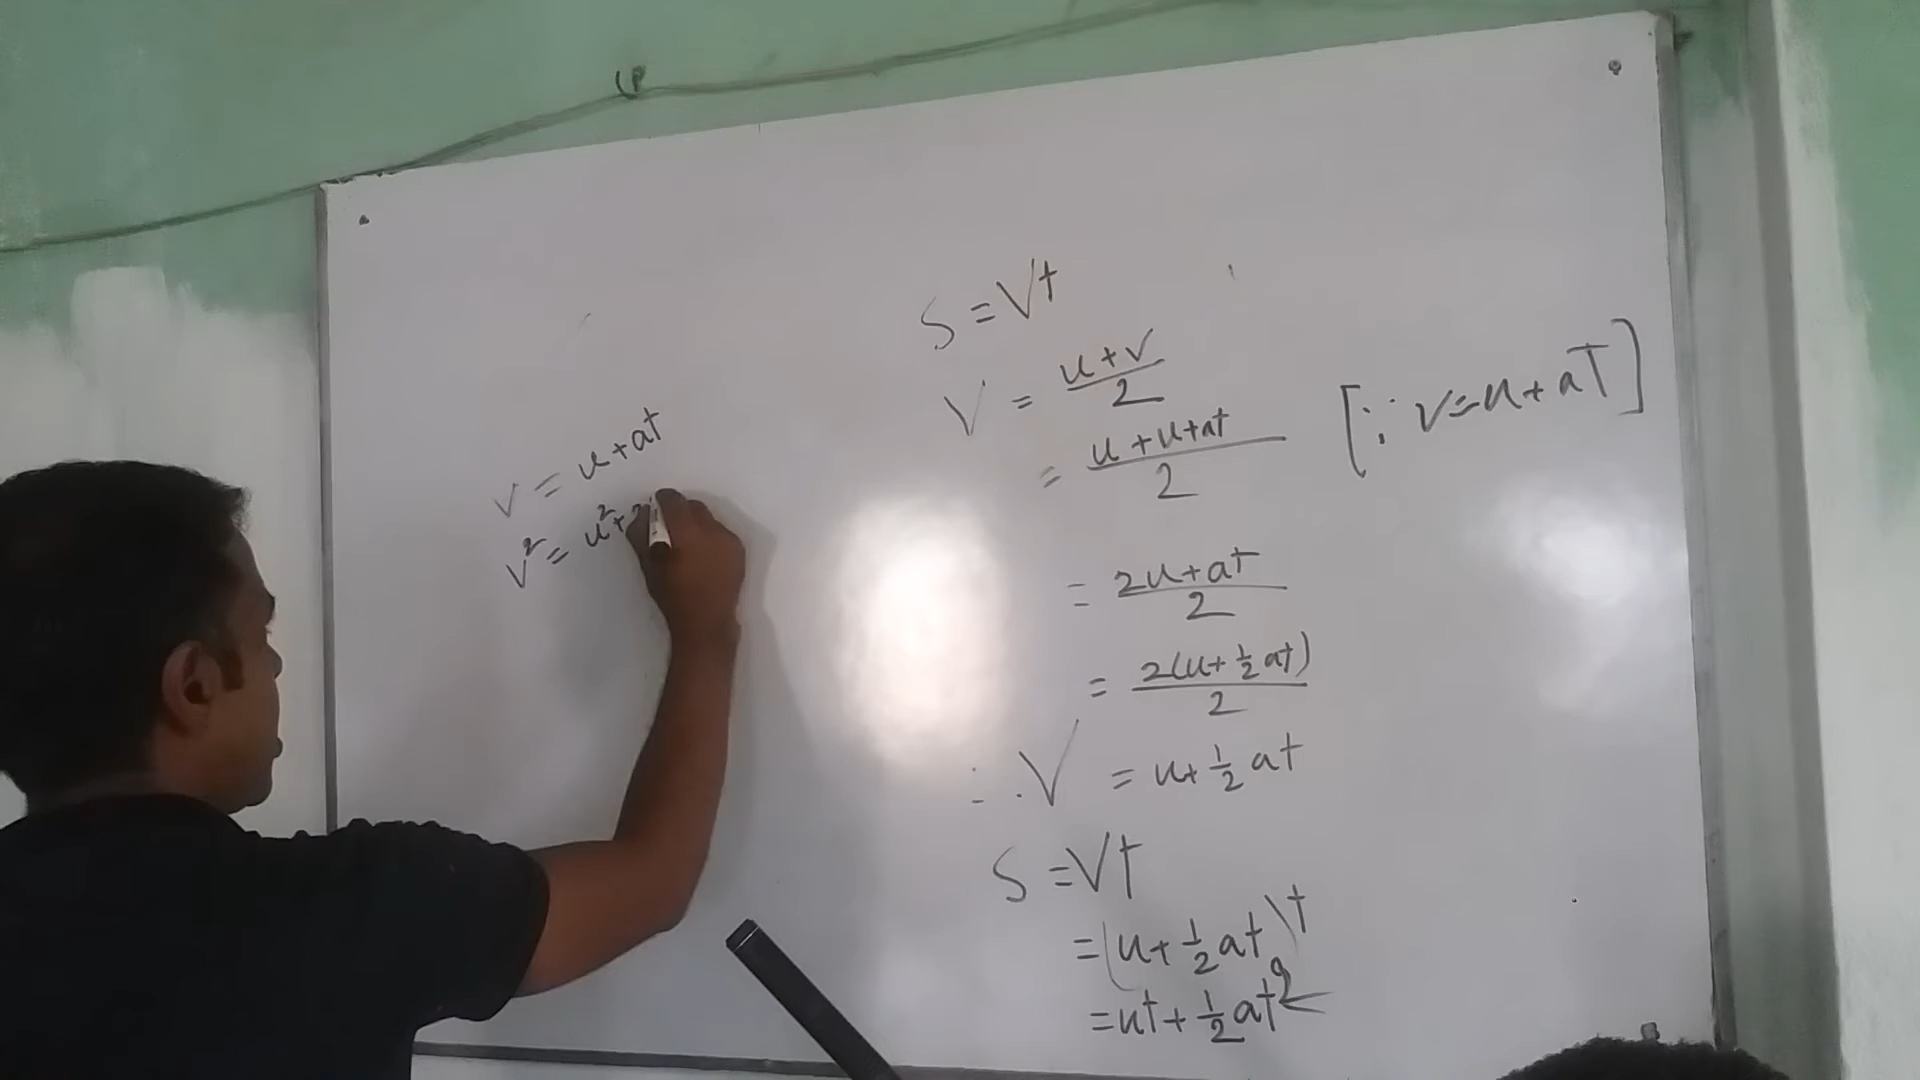 v = u+at
v² = u²+2
S = Vt
V = (u+v)/2
= (u+u+at)/2 [∵ v=u+aT]
= (2u+at)/2
= 2(u+½at)/2
∴ V = u+½at
S = Vt
= (u+½at)t
= ut+½at²